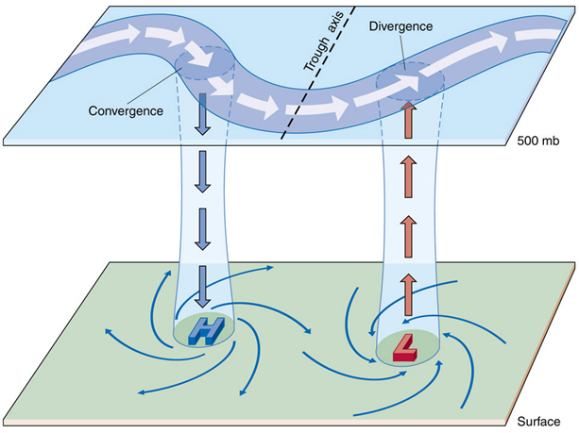 Divergence
Trough axis
Convergence
500 mb
H
L
Surface